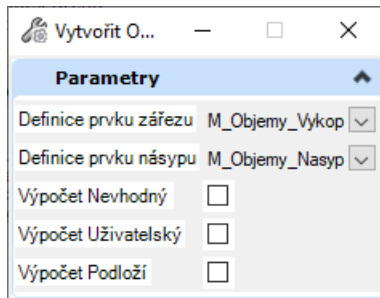 Vytvořit O...
Parametry
Definice prvku zářezu M_Objemy_Vykop
Definice prvku násypu M_Objemy_Nasyp
Výpočet Nevhodný
Výpočet Uživatelský
Výpočet Podloží